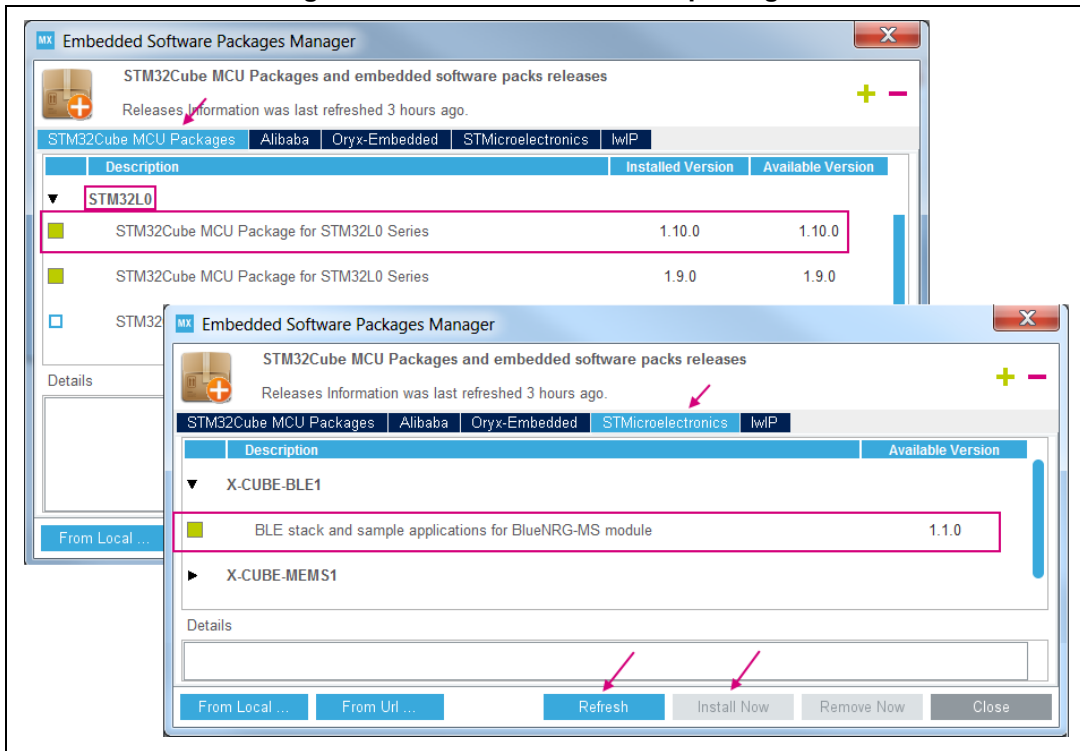 MX Embedded Software Packages Manager X
STM32Cube MCU Packages and embedded software packs releases
Releases Information was last refreshed 3 hours ago.
STM32Cube MCU Packages Alibaba Oryx-Embedded STMicroelectronics lwIP
Description Installed Version Available Version
STM32L0
STM32Cube MCU Package for STM32L0 Series 1.10.0 1.10.0
STM32Cube MCU Package for STM32L0 Series 1.9.0 1.9.0
STM32
Details
From Local ...
MX Embedded Software Packages Manager X
STM32Cube MCU Packages and embedded software packs releases
Releases Information was last refreshed 3 hours ago.
STM32Cube MCU Packages Alibaba Oryx-Embedded STMicroelectronics lwIP
Description Available Version
X-CUBE-BLE1
BLE stack and sample applications for BlueNRG-MS module 1.1.0
X-CUBE-MEMS1
Details
From Local ... From Url ... Refresh Install Now Remove Now Close